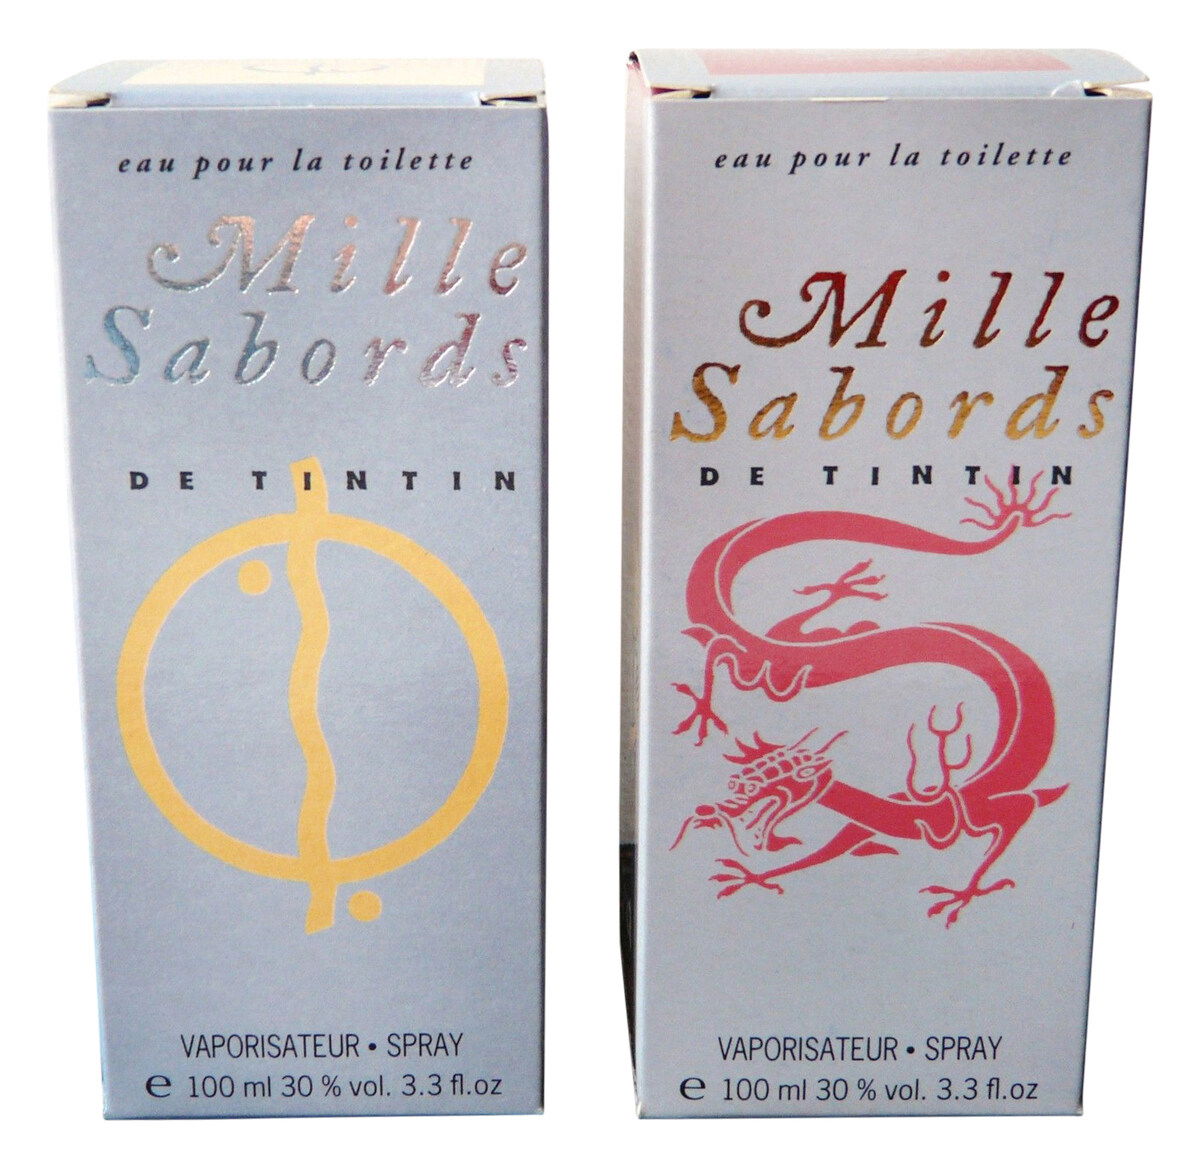 eau pour la toilette
Mille
Sabords
DE TINTIN
VAPORISATEUR • SPRAY
℮ 100 ml 30 % vol. 3.3 fl.oz
eau pour la toilette
Mille
Sabords
DE TINTIN
VAPORISATEUR • SPRAY
℮ 100 ml 30 % vol. 3.3 fl.oz